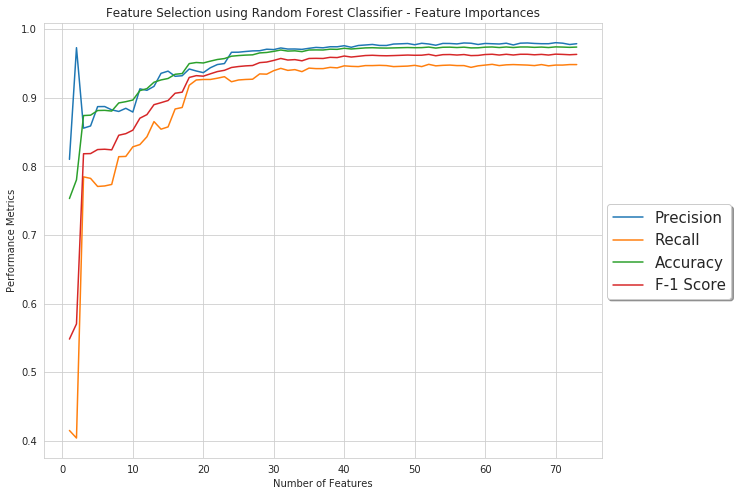 Feature Selection using Random Forest Classifier - Feature Importances
Performance Metrics
1.0
0.9
0.8
0.7
0.6
0.5
0.4
0 10 20 30 40 50 60 70
Number of Features
Precision
Recall
Accuracy
F-1 Score